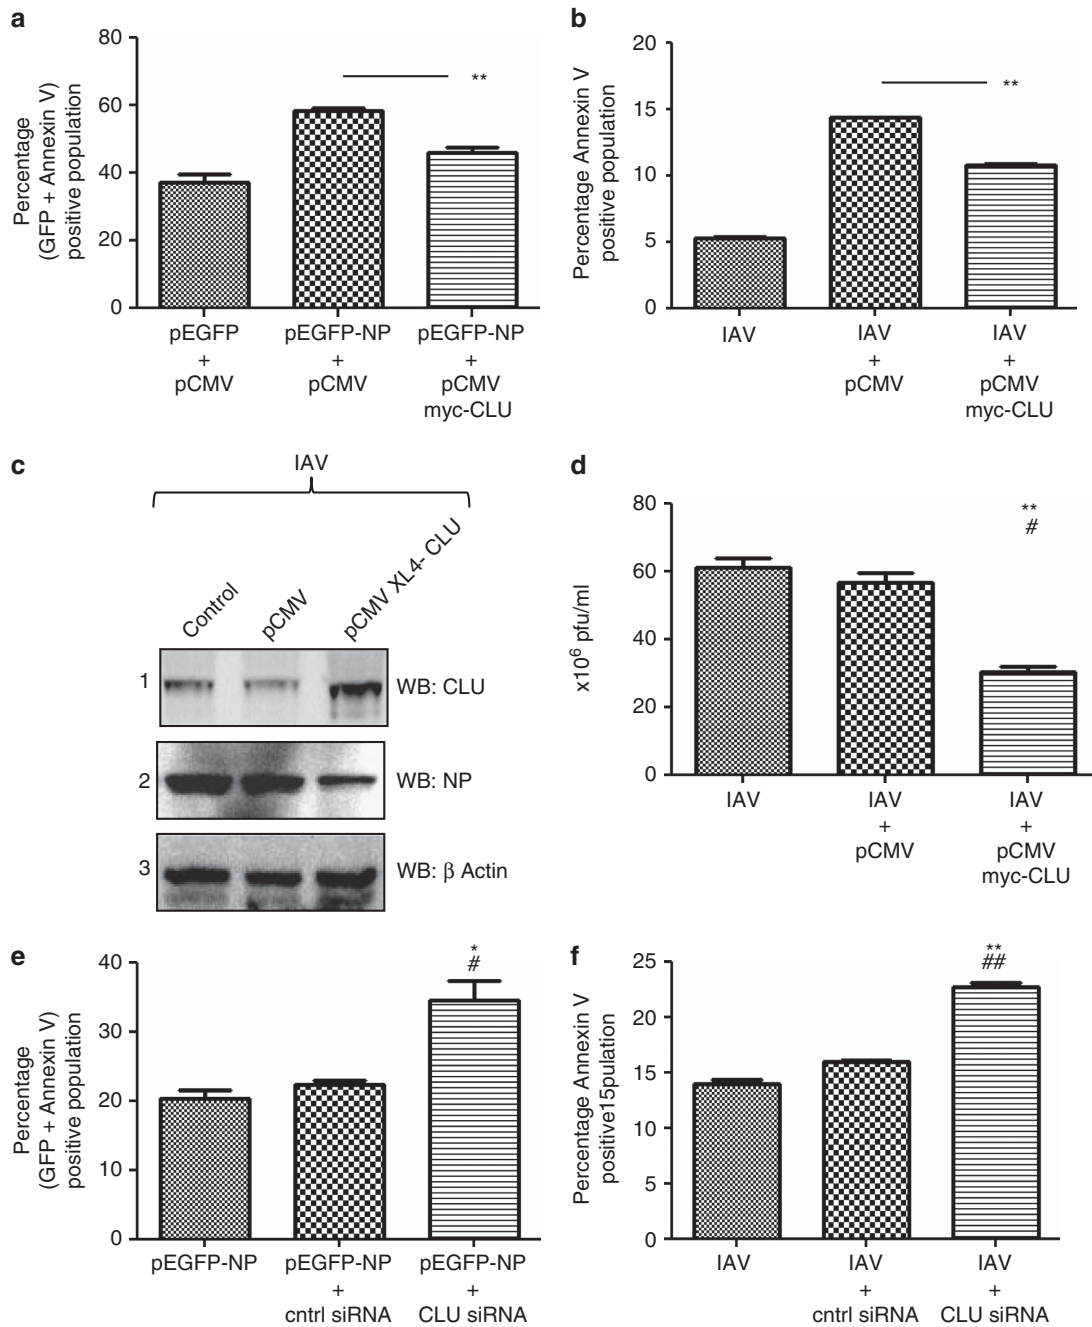 a
Percentage
(GFP + Annexin V)
positive population
80
60
40
20
0
**
pEGFP
+
pCMV
pEGFP-NP
+
pCMV
pEGFP-NP
+
pCMV
myc-CLU
b
Percentage Annexin V
positive population
20
15
10
5
0
**
IAV
IAV
+
pCMV
IAV
+
pCMV
myc-CLU
c
IAV
Control
pCMV
pCMV XL4- CLU
1
WB: CLU
2
WB: NP
3
WB: β Actin
d
x10⁶ pfu/ml
80
60
40
20
0
**
#
IAV
IAV
+
pCMV
IAV
+
pCMV
myc-CLU
e
Percentage
(GFP + Annexin V)
positive population
40
30
20
10
0
*
#
pEGFP-NP
pEGFP-NP
+
cntrl siRNA
pEGFP-NP
+
CLU siRNA
f
Percentage Annexin V
positive15pulation
25
20
15
10
5
0
**
##
IAV
IAV
+
cntrl siRNA
IAV
+
CLU siRNA